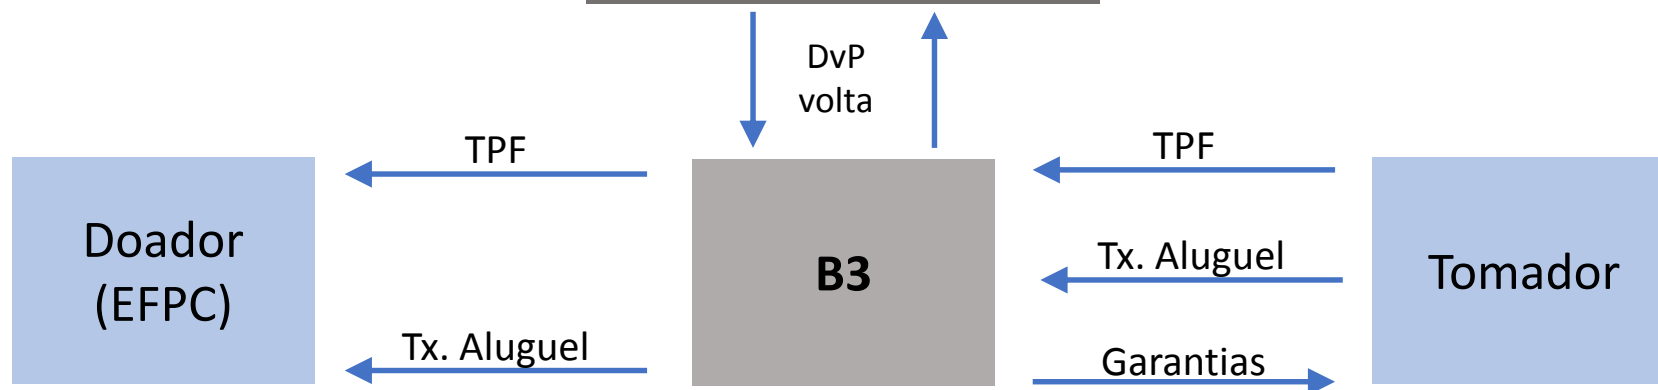 DvP
volta
TPF
TPF
Doador
(EFPC)
B3
Tx. Aluguel
Tomador
Tx. Aluguel
Garantias